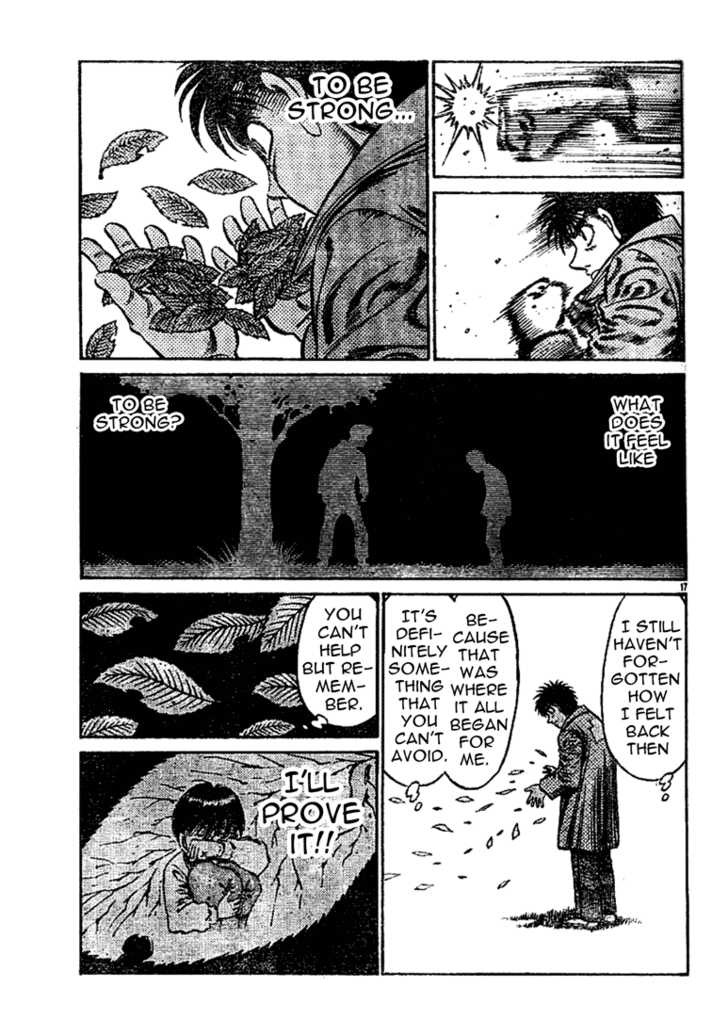 TO BE
STRONG...
WHAT
DOES
IT FEEL
LIKE
TO BE
STRONG?
17
I STILL
HAVEN'T
FOR-
GOTTEN
HOW
I FELT
BACK
THEN
BE-
CAUSE
THAT
WAS
WHERE
IT ALL
BEGAN
FOR
ME.
IT'S
DEFI-
NITELY
SOME-
THING
THAT
YOU
CAN'T
AVOID.
YOU
CAN'T
HELP
BUT RE-
MEM-
BER.
I'LL
PROVE
IT!!